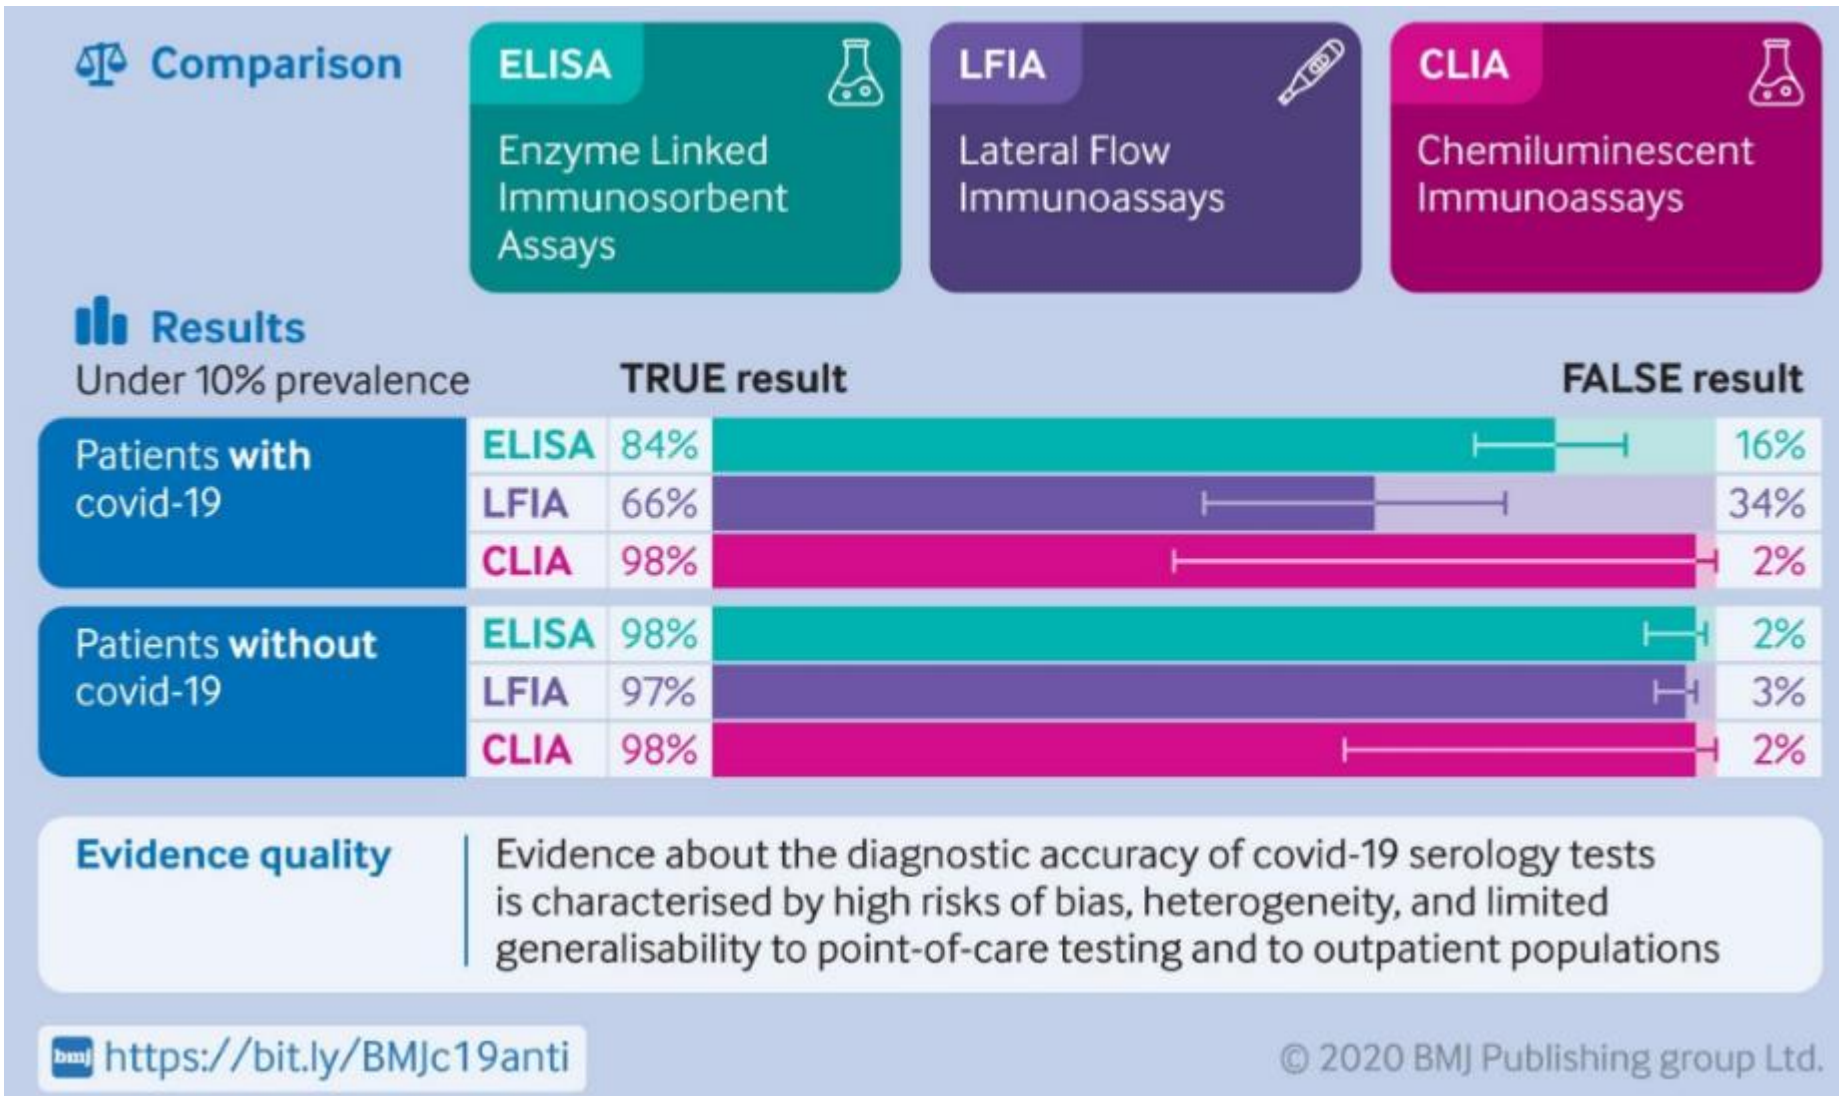 Comparison
ELISA
Enzyme Linked
Immunosorbent
Assays
LFIA
Lateral Flow
Immunoassays
CLIA
Chemiluminescent
Immunoassays
Results
Under 10% prevalence
TRUE result
FALSE result
Patients with
covid-19
ELISA 84% 16%
LFIA 66% 34%
CLIA 98% 2%
Patients without
covid-19
ELISA 98% 2%
LFIA 97% 3%
CLIA 98% 2%
Evidence quality
Evidence about the diagnostic accuracy of covid-19 serology tests
is characterised by high risks of bias, heterogeneity, and limited
generalisability to point-of-care testing and to outpatient populations
bmj https://bit.ly/BMJc19anti
© 2020 BMJ Publishing group Ltd.